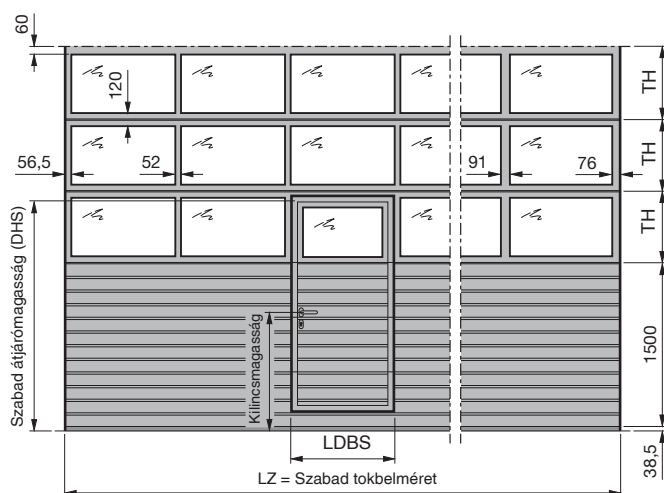 60
TH
120
56,5
52
91
76
TH
TH
Szabad átjárómagasság (DHS)
Kilincsmagasság
1500
LDBS
38,5
LZ = Szabad tokbelméret